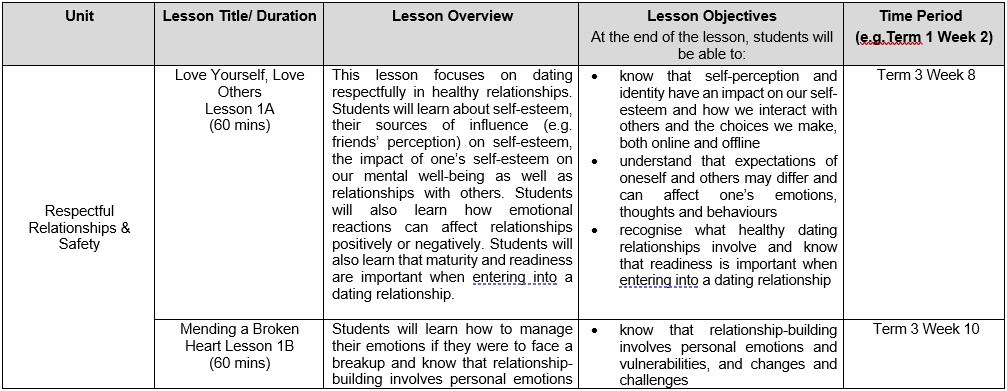 Unit
Lesson Title/ Duration
Lesson Overview
Lesson Objectives
At the end of the lesson, students will
be able to:
Time Period
(e.g.Term 1 Week 2)
Respectful
Relationships &
Safety
Love Yourself, Love
Others
Lesson 1A
(60 mins)
This lesson focuses on dating
respectfully in healthy relationships.
Students will learn about self-esteem,
their sources of influence (e.g.
friends’ perception) on self-esteem,
the impact of one’s self-esteem on
our mental well-being as well as
relationships with others. Students
will also learn how emotional
reactions can affect relationships
positively or negatively. Students will
also learn that maturity and readiness
are important when entering into a
dating relationship.
• know that self-perception and
identity have an impact on our self-
esteem and how we interact with
others and the choices we make,
both online and offline
• understand that expectations of
oneself and others may differ and
can affect one’s emotions,
thoughts and behaviours
• recognise what healthy dating
relationships involve and know
that readiness is important when
entering into a dating relationship
Term 3 Week 8
Mending a Broken
Heart Lesson 1B
(60 mins)
Students will learn how to manage
their emotions if they were to face a
breakup and know that relationship-
building involves personal emotions
• know that relationship-building
involves personal emotions and
vulnerabilities, and changes and
challenges
Term 3 Week 10